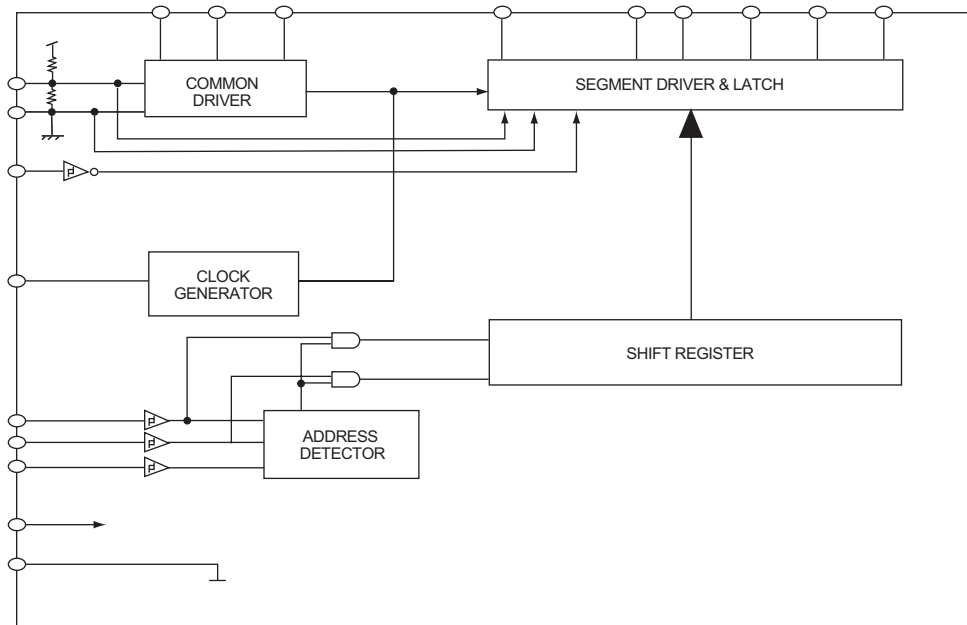 COMMON
DRIVER
SEGMENT DRIVER & LATCH
CLOCK
GENERATOR
SHIFT REGISTER
ADDRESS
DETECTOR